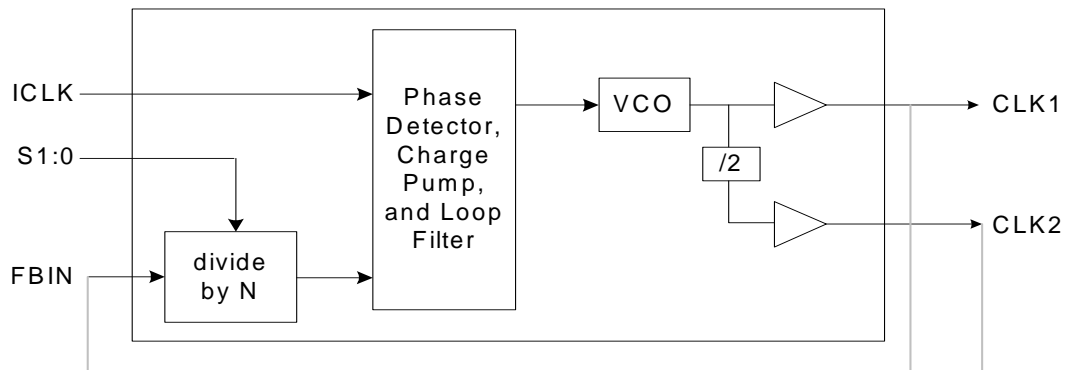 ICLK
S1:0
FBIN
divide
by N
Phase
Detector,
Charge
Pump,
and Loop
Filter
VCO
/2
CLK1
CLK2